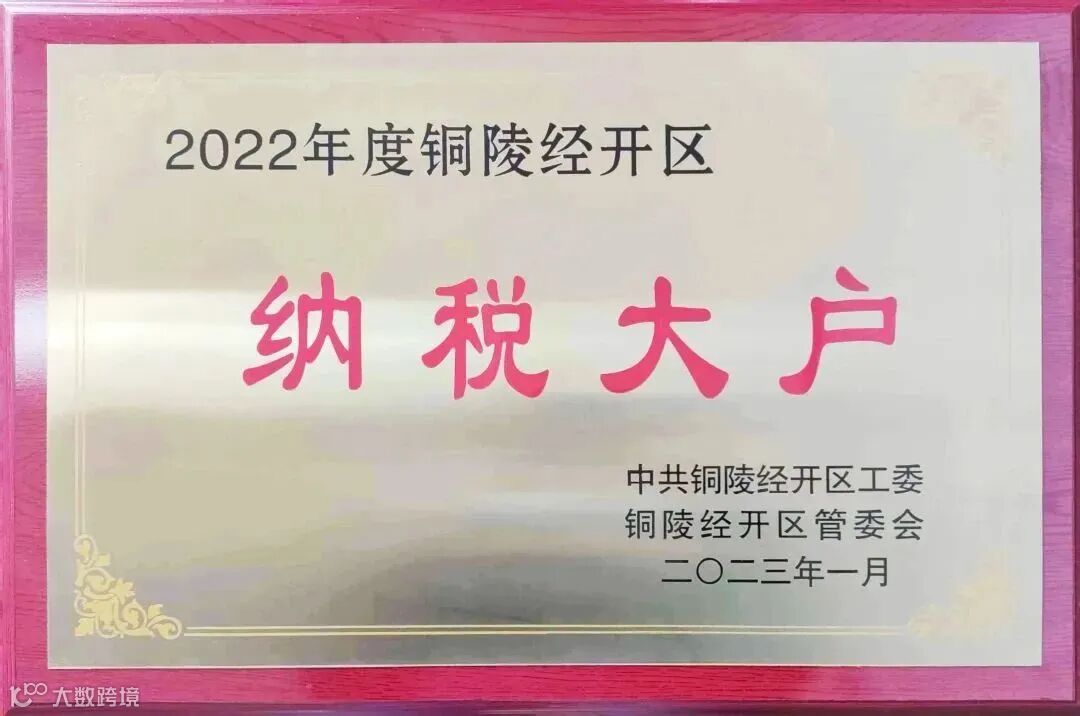 2022年度铜陵经开区
纳税大户
中共铜陵经开区工委
铜陵经开区管委会
二〇二三年一月
大数跨境